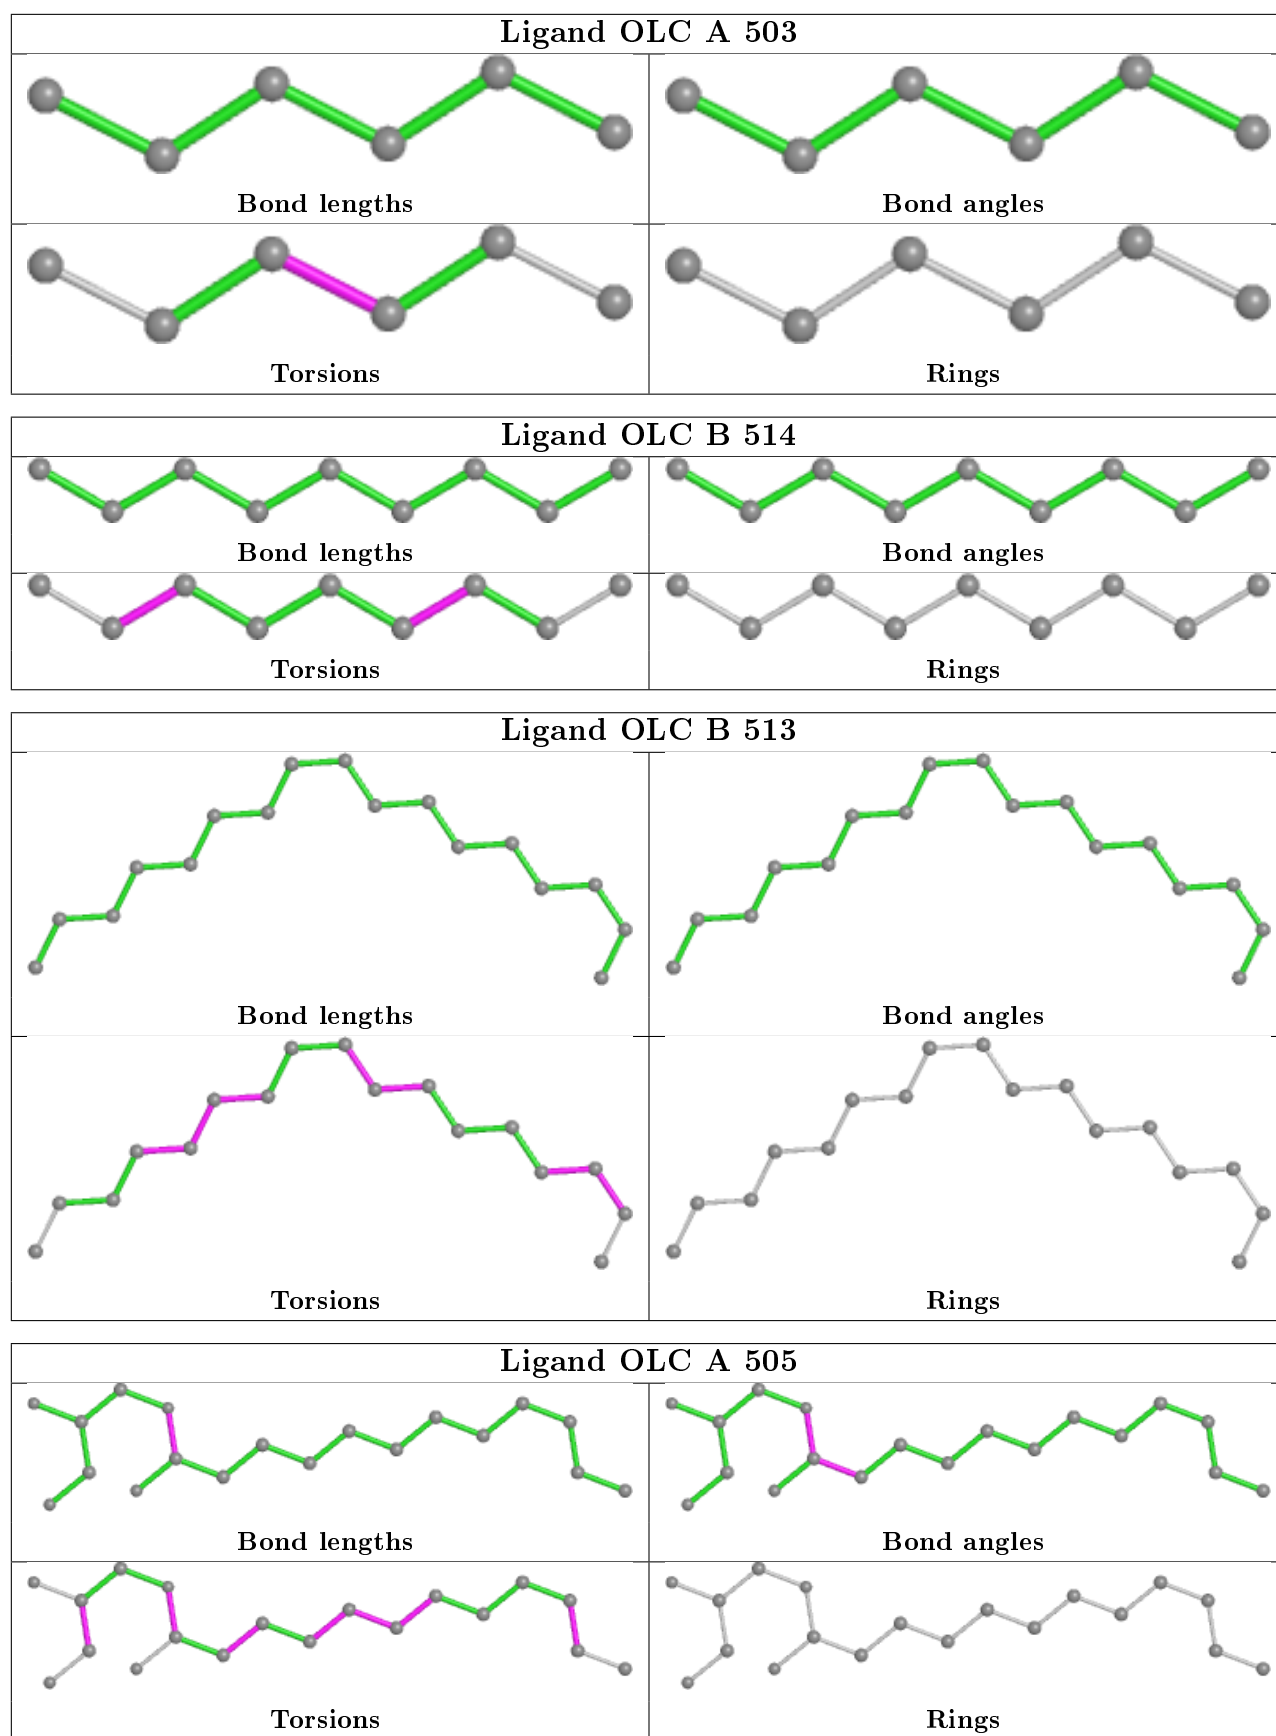 Ligand OLC A 503
Bond lengths
Bond angles
Torsions
Rings
Ligand OLC B 514
Bond lengths
Bond angles
Torsions
Rings
Ligand OLC B 513
Bond lengths
Bond angles
Torsions
Rings
Ligand OLC A 505
Bond lengths
Bond angles
Torsions
Rings